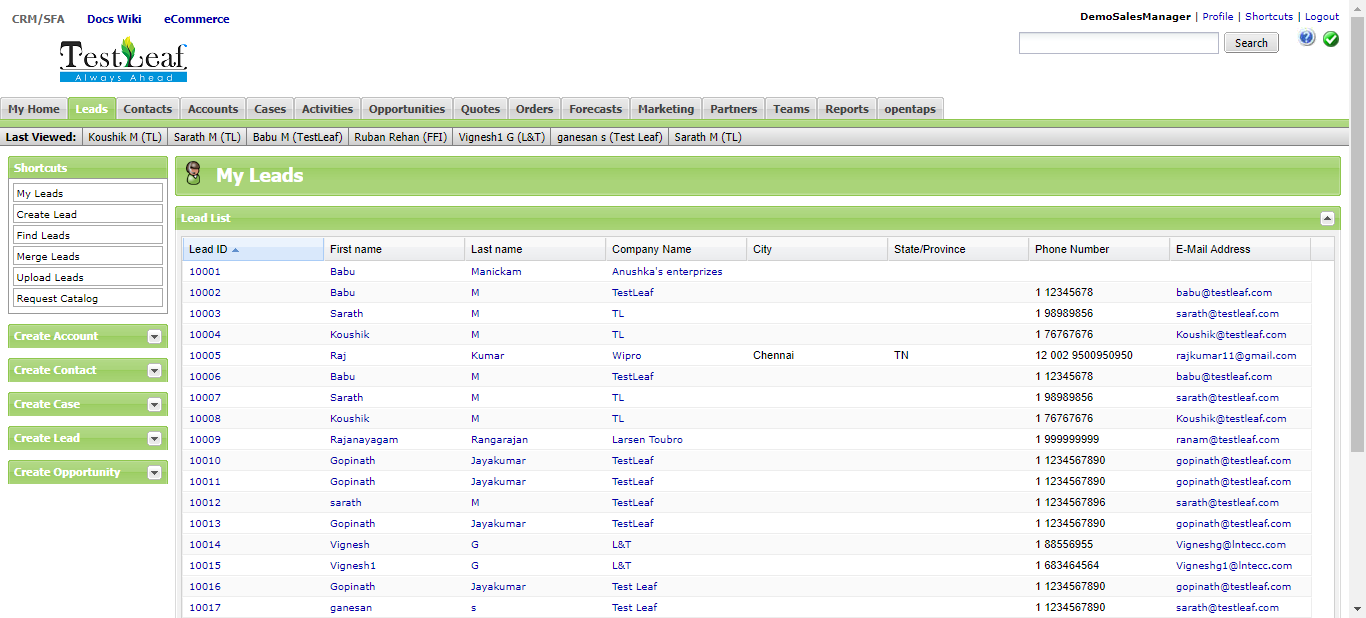 CRM/SFA Docs Wiki eCommerce
DemoSalesManager | Profile | Shortcuts | Logout
TestLeaf
Always Ahead
Search
My Home Leads Contacts Accounts Cases Activities Opportunities Quotes Orders Forecasts Marketing Partners Teams Reports opentaps
Last Viewed: Koushik M (TL) Sarath M (TL) Babu M (TestLeaf) Ruban Rehan (FFI) Vignesh1 G (L&T) ganesan s (Test Leaf) Sarath M (TL)
Shortcuts
My Leads
Create Lead
Find Leads
Merge Leads
Upload Leads
Request Catalog
Create Account
Create Contact
Create Case
Create Lead
Create Opportunity
My Leads
Lead List
Lead ID First name Last name Company Name City State/Province Phone Number E-Mail Address
10001 Babu Manickam Anushka's enterprizes
10002 Babu M TestLeaf 1 12345678 babu@testleaf.com
10003 Sarath M TL 1 98989856 sarath@testleaf.com
10004 Koushik M TL 1 76767676 Koushik@testleaf.com
10005 Raj Kumar Wipro Chennai TN 12 002 9500950950 rajkumar11@gmail.com
10006 Babu M TestLeaf 1 12345678 babu@testleaf.com
10007 Sarath M TL 1 98989856 sarath@testleaf.com
10008 Koushik M TL 1 76767676 Koushik@testleaf.com
10009 Rajanayagam Rangarajan Larsen Toubro 1 999999999 ranam@testleaf.com
10010 Gopinath Jayakumar TestLeaf 1 1234567890 gopinath@testleaf.com
10011 Gopinath Jayakumar TestLeaf 1 1234567890 gopinath@testleaf.com
10012 sarath M TestLeaf 1 1234567896 sarath@testleaf.com
10013 Gopinath Jayakumar TestLeaf 1 1234567890 gopinath@testleaf.com
10014 Vignesh G L&T 1 88556955 Vigneshg@lntecc.com
10015 Vignesh1 G L&T 1 683464564 Vigneshg1@lntecc.com
10016 Gopinath Jayakumar Test Leaf 1 1234567890 gopinath@testleaf.com
10017 ganesan s Test Leaf 1 1234567890 sarath@testleaf.com